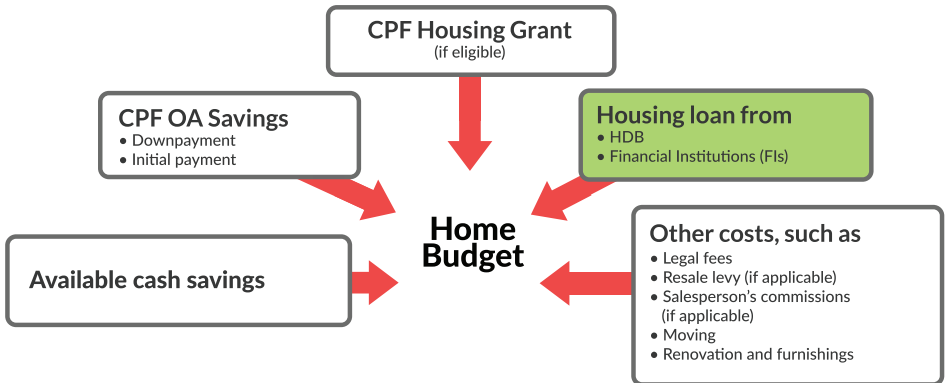 CPF Housing Grant
(if eligible)
CPF OA Savings
• Downpayment
• Initial payment
Housing loan from
• HDB
• Financial Institutions (FIs)
Home
Budget
Available cash savings
Other costs, such as
• Legal fees
• Resale levy (if applicable)
• Salesperson's commissions
(if applicable)
• Moving
• Renovation and furnishings